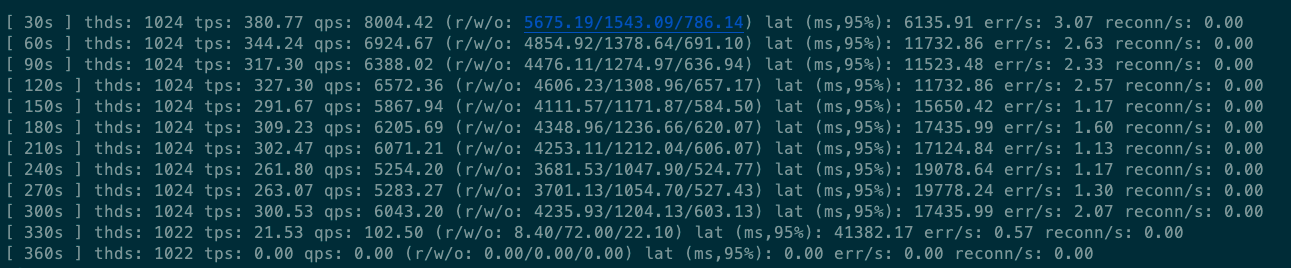 [ 30s ] thds: 1024 tps: 380.77 qps: 8004.42 (r/w/o: 5675.19/1543.09/786.14) lat (ms,95%): 6135.91 err/s: 3.07 reconn/s: 0.00
[ 60s ] thds: 1024 tps: 344.24 qps: 6924.67 (r/w/o: 4854.92/1378.64/691.10) lat (ms,95%): 11732.86 err/s: 2.63 reconn/s: 0.00
[ 90s ] thds: 1024 tps: 317.30 qps: 6388.02 (r/w/o: 4476.11/1274.97/636.94) lat (ms,95%): 11523.48 err/s: 2.33 reconn/s: 0.00
[ 120s ] thds: 1024 tps: 327.30 qps: 6572.36 (r/w/o: 4606.23/1308.96/657.17) lat (ms,95%): 11732.86 err/s: 2.57 reconn/s: 0.00
[ 150s ] thds: 1024 tps: 291.67 qps: 5867.94 (r/w/o: 4111.57/1171.87/584.50) lat (ms,95%): 15650.42 err/s: 1.17 reconn/s: 0.00
[ 180s ] thds: 1024 tps: 309.23 qps: 6205.69 (r/w/o: 4348.96/1236.66/620.07) lat (ms,95%): 17435.99 err/s: 1.60 reconn/s: 0.00
[ 210s ] thds: 1024 tps: 302.47 qps: 6071.21 (r/w/o: 4253.11/1212.04/606.07) lat (ms,95%): 17124.84 err/s: 1.13 reconn/s: 0.00
[ 240s ] thds: 1024 tps: 261.80 qps: 5254.20 (r/w/o: 3681.53/1047.90/524.77) lat (ms,95%): 19078.64 err/s: 1.17 reconn/s: 0.00
[ 270s ] thds: 1024 tps: 263.07 qps: 5283.27 (r/w/o: 3701.13/1054.70/527.43) lat (ms,95%): 19778.24 err/s: 1.30 reconn/s: 0.00
[ 300s ] thds: 1024 tps: 300.53 qps: 6043.20 (r/w/o: 4235.93/1204.13/603.13) lat (ms,95%): 17435.99 err/s: 2.07 reconn/s: 0.00
[ 330s ] thds: 1022 tps: 21.53 qps: 102.50 (r/w/o: 8.40/72.00/22.10) lat (ms,95%): 41382.17 err/s: 0.57 reconn/s: 0.00
[ 360s ] thds: 1022 tps: 0.00 qps: 0.00 (r/w/o: 0.00/0.00/0.00) lat (ms,95%): 0.00 err/s: 0.00 reconn/s: 0.00